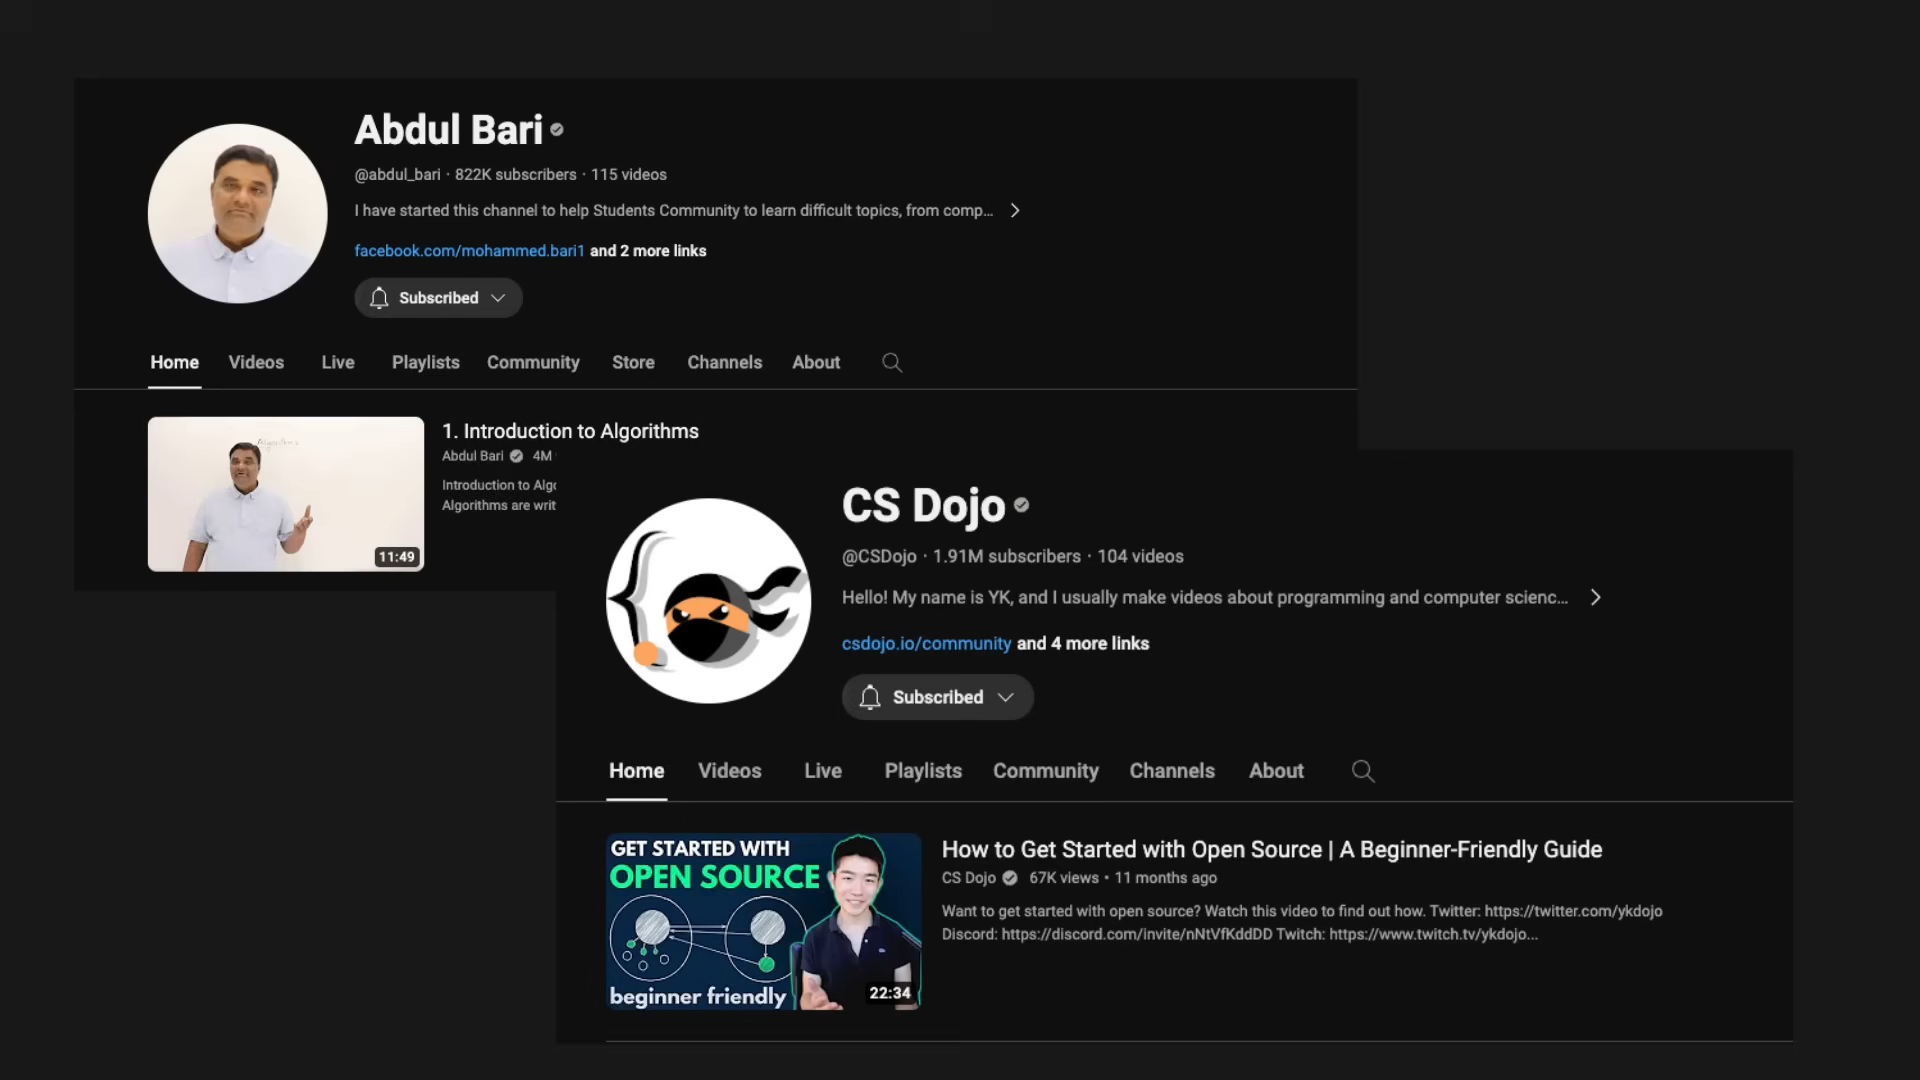 Abdul Bari
@abdul_bari · 822K subscribers · 115 videos
I have started this channel to help Students Community to learn difficult topics, from comp...
facebook.com/mohammed.bari1 and 2 more links
Subscribed
Home Videos Live Playlists Community Store Channels About
1. Introduction to Algorithms
Abdul Bari 4M
Introduction to Algo
Algorithms are writ
11:49
CS Dojo
@CSDojo · 1.91M subscribers · 104 videos
Hello! My name is YK, and I usually make videos about programming and computer scienc...
csdojo.io/community and 4 more links
Subscribed
Home Videos Live Playlists Community Channels About
GET STARTED WITH
OPEN SOURCE
beginner friendly
22:34
How to Get Started with Open Source | A Beginner-Friendly Guide
CS Dojo 67K views • 11 months ago
Want to get started with open source? Watch this video to find out how. Twitter: https://twitter.com/ykdojo
Discord: https://discord.com/invite/nNtVfKddDD Twitch: https://www.twitch.tv/ykdojo...